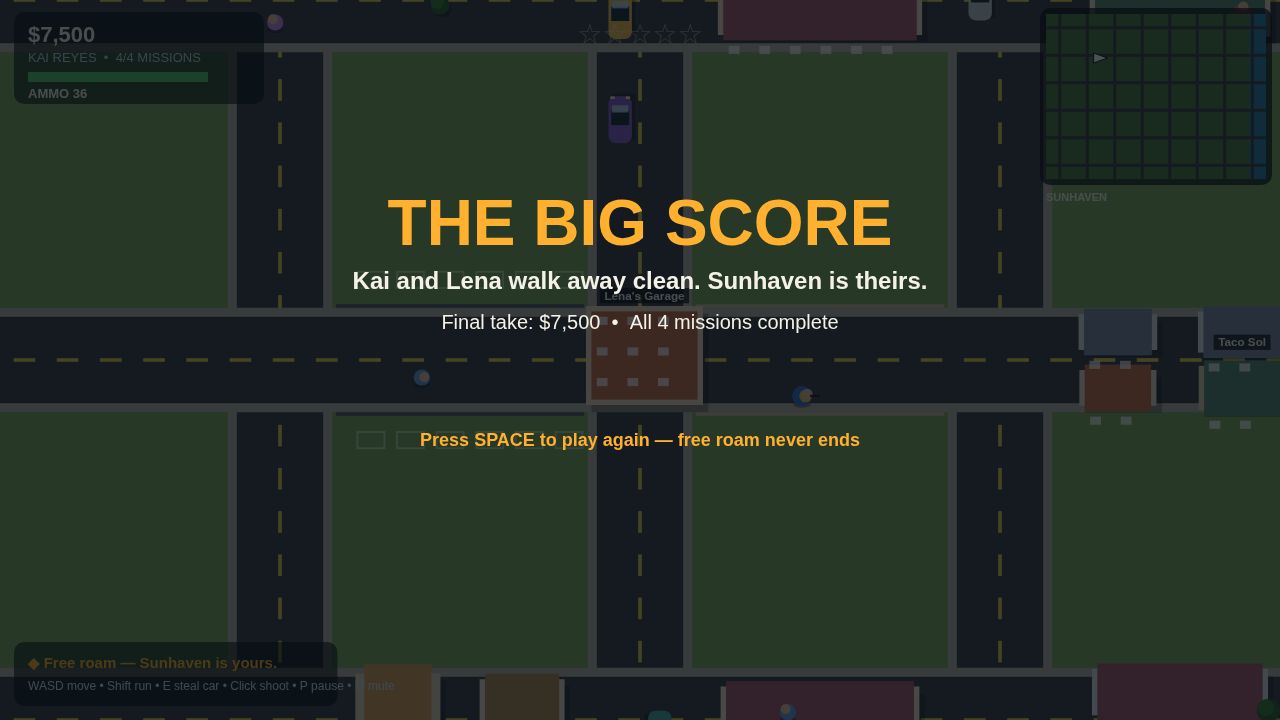 $7,500
KAI REYES • 4/4 MISSIONS
AMMO 36
☆☆☆☆☆
SUNHAVEN
THE BIG SCORE
Kai and Lena walk away clean. Sunhaven is theirs.
Lena's Garage
Final take: $7,500 • All 4 missions complete
Taco Sol
Press SPACE to play again — free roam never ends
◆ Free roam — Sunhaven is yours.
WASD move • Shift run • E steal car • Click shoot • P pause • mute